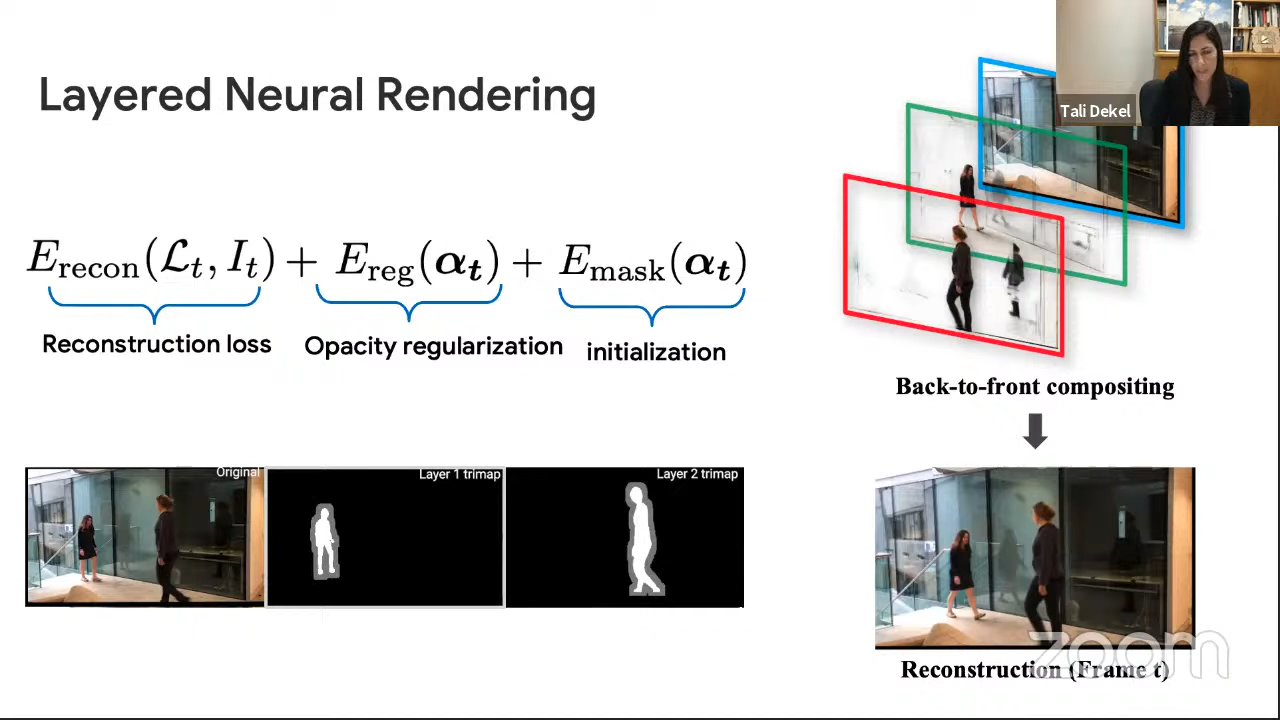 Layered Neural Rendering
Tali Dekel
E_recon(ℒ_t, I_t) + E_reg(α_t) + E_mask(α_t)
Reconstruction loss
Opacity regularization
initialization
Back-to-front compositing
Original
Layer 1 trimap
Layer 2 trimap
Reconstruction (Frame t)
zoom